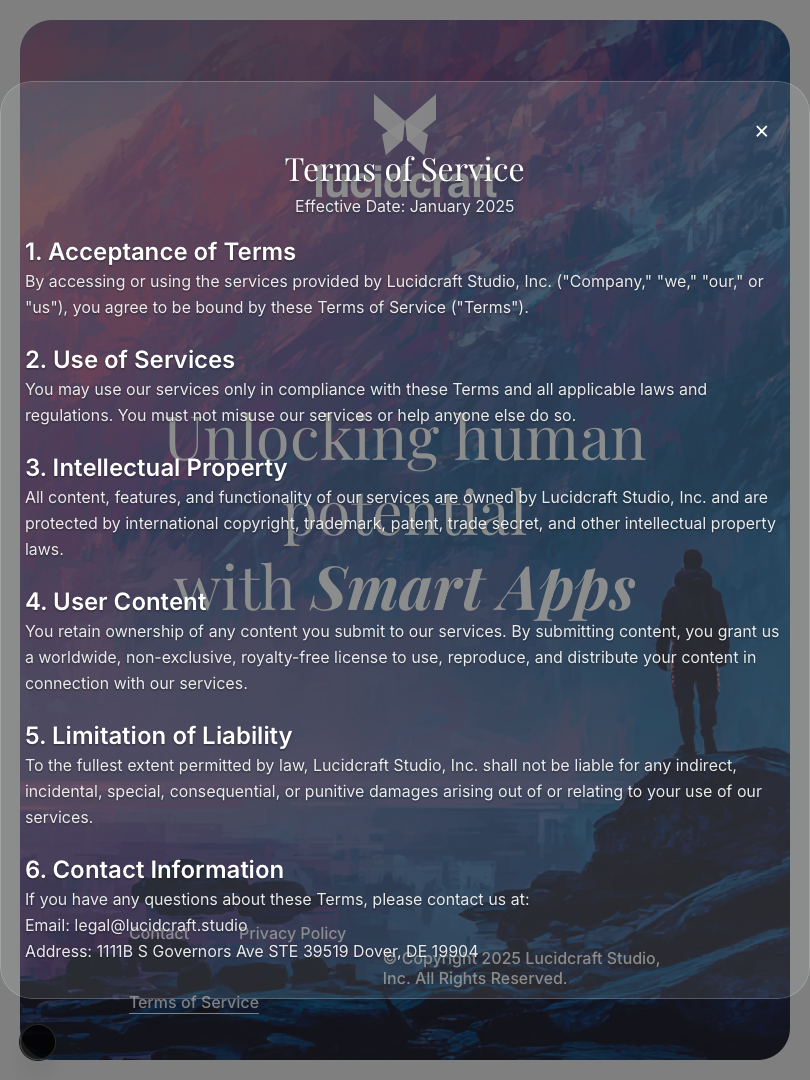 ×
lucidcraft
Terms of Service
Effective Date: January 2025
1. Acceptance of Terms
By accessing or using the services provided by Lucidcraft Studio, Inc. ("Company," "we," "our," or
"us"), you agree to be bound by these Terms of Service ("Terms").
2. Use of Services
You may use our services only in compliance with these Terms and all applicable laws and
regulations. You must not misuse our services or help anyone else do so.
Unlocking human
potential
with Smart Apps
3. Intellectual Property
All content, features, and functionality of our services are owned by Lucidcraft Studio, Inc. and are
protected by international copyright, trademark, patent, trade secret, and other intellectual property
laws.
4. User Content
You retain ownership of any content you submit to our services. By submitting content, you grant us
a worldwide, non-exclusive, royalty-free license to use, reproduce, and distribute your content in
connection with our services.
5. Limitation of Liability
To the fullest extent permitted by law, Lucidcraft Studio, Inc. shall not be liable for any indirect,
incidental, special, consequential, or punitive damages arising out of or relating to your use of our
services.
6. Contact Information
If you have any questions about these Terms, please contact us at:
Email: legal@lucidcraft.studio
Address: 1111B S Governors Ave STE 39519 Dover, DE 19904
Contact
Privacy Policy
© Copyright 2025 Lucidcraft Studio,
Inc. All Rights Reserved.
Terms of Service